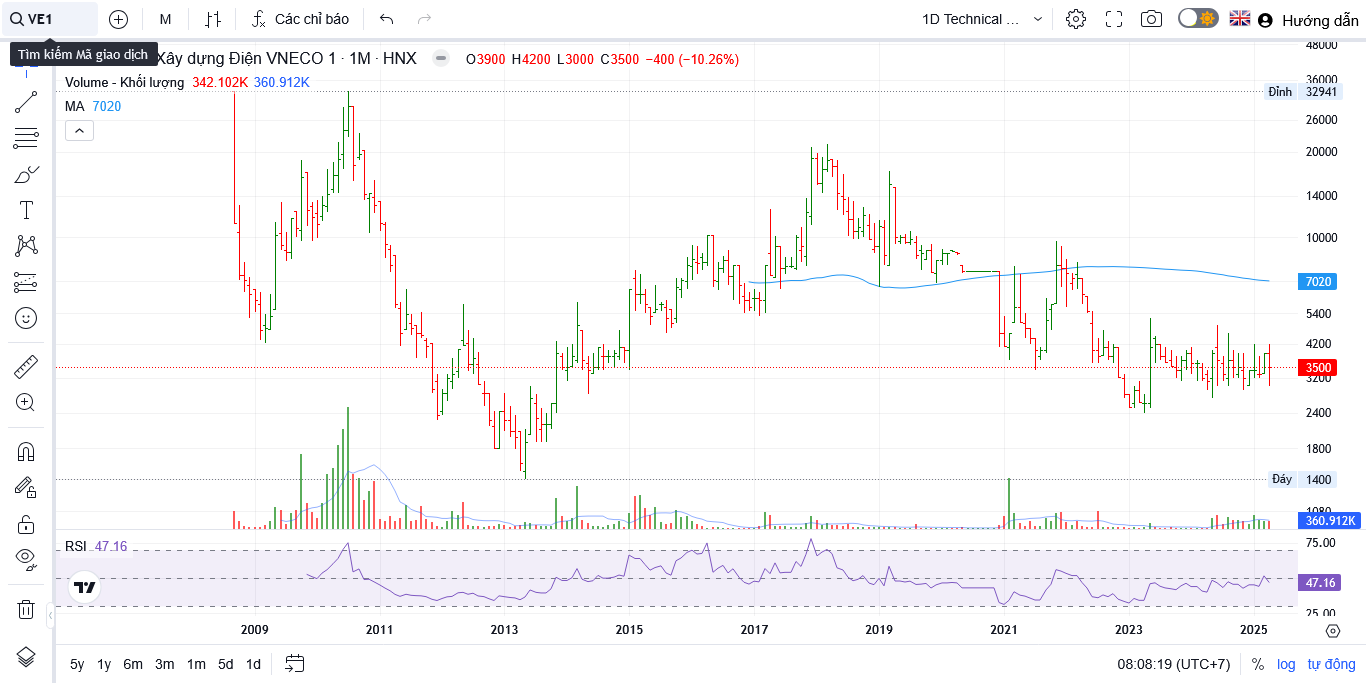 VE1
M
Các chỉ báo
1D Technical ...
Hướng dẫn
Tìm kiếm Mã giao dịch
Xây dựng Điện VNECO 1 · 1M · HNX
O3900 H4200 L3000 C3500 −400 (−10.26%)
Volume - Khối lượng 342.102K 360.912K
MA 7020
48000
36000
Đỉnh 32941
26000
20000
14000
10000
7020
5400
4200
3500
3200
2400
1800
Đáy 1400
1080
360.912K
RSI 47.16
75.00
47.16
25.00
2009 2011 2013 2015 2017 2019 2021 2023 2025
5y 1y 6m 3m 1m 5d 1d
08:08:19 (UTC+7) % log tự động